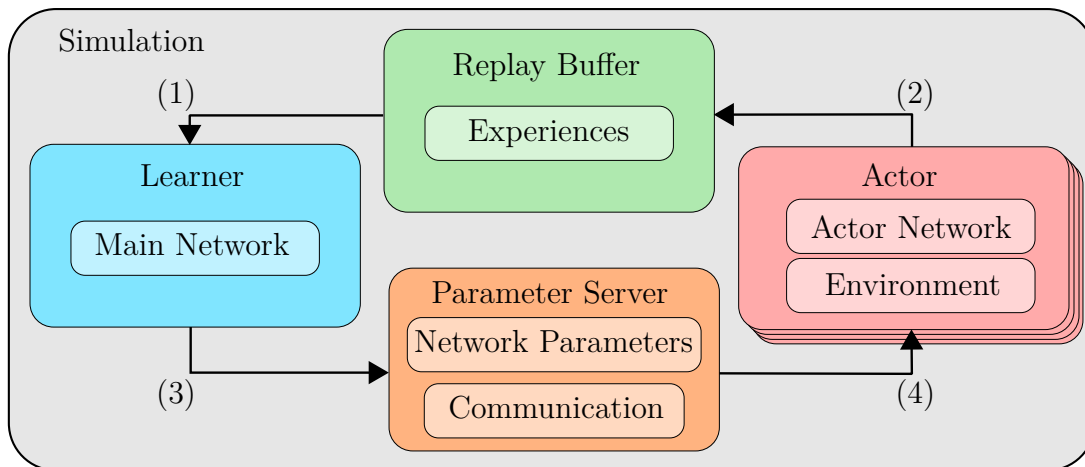 Simulation
(1)
Replay Buffer
Experiences
(2)
Learner
Main Network
Actor
Actor Network
Environment
Parameter Server
Network Parameters
Communication
(3)
(4)